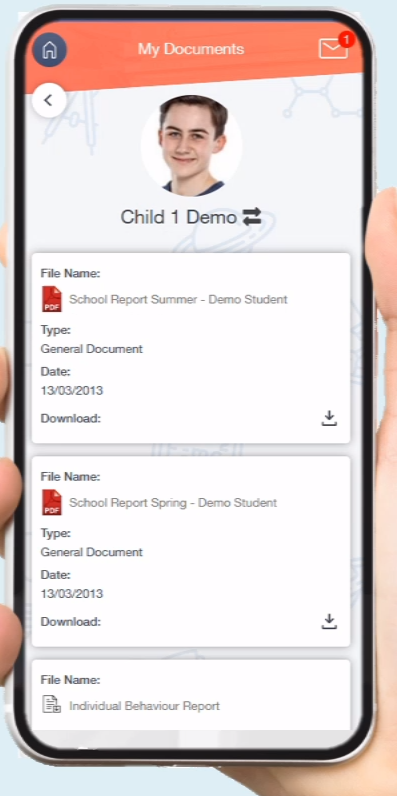 My Documents
1
Child 1 Demo
File Name:
PDF
School Report Summer - Demo Student
Type:
General Document
Date:
13/03/2013
Download:
File Name:
PDF
School Report Spring - Demo Student
Type:
General Document
Date:
13/03/2013
Download:
File Name:
Individual Behaviour Report